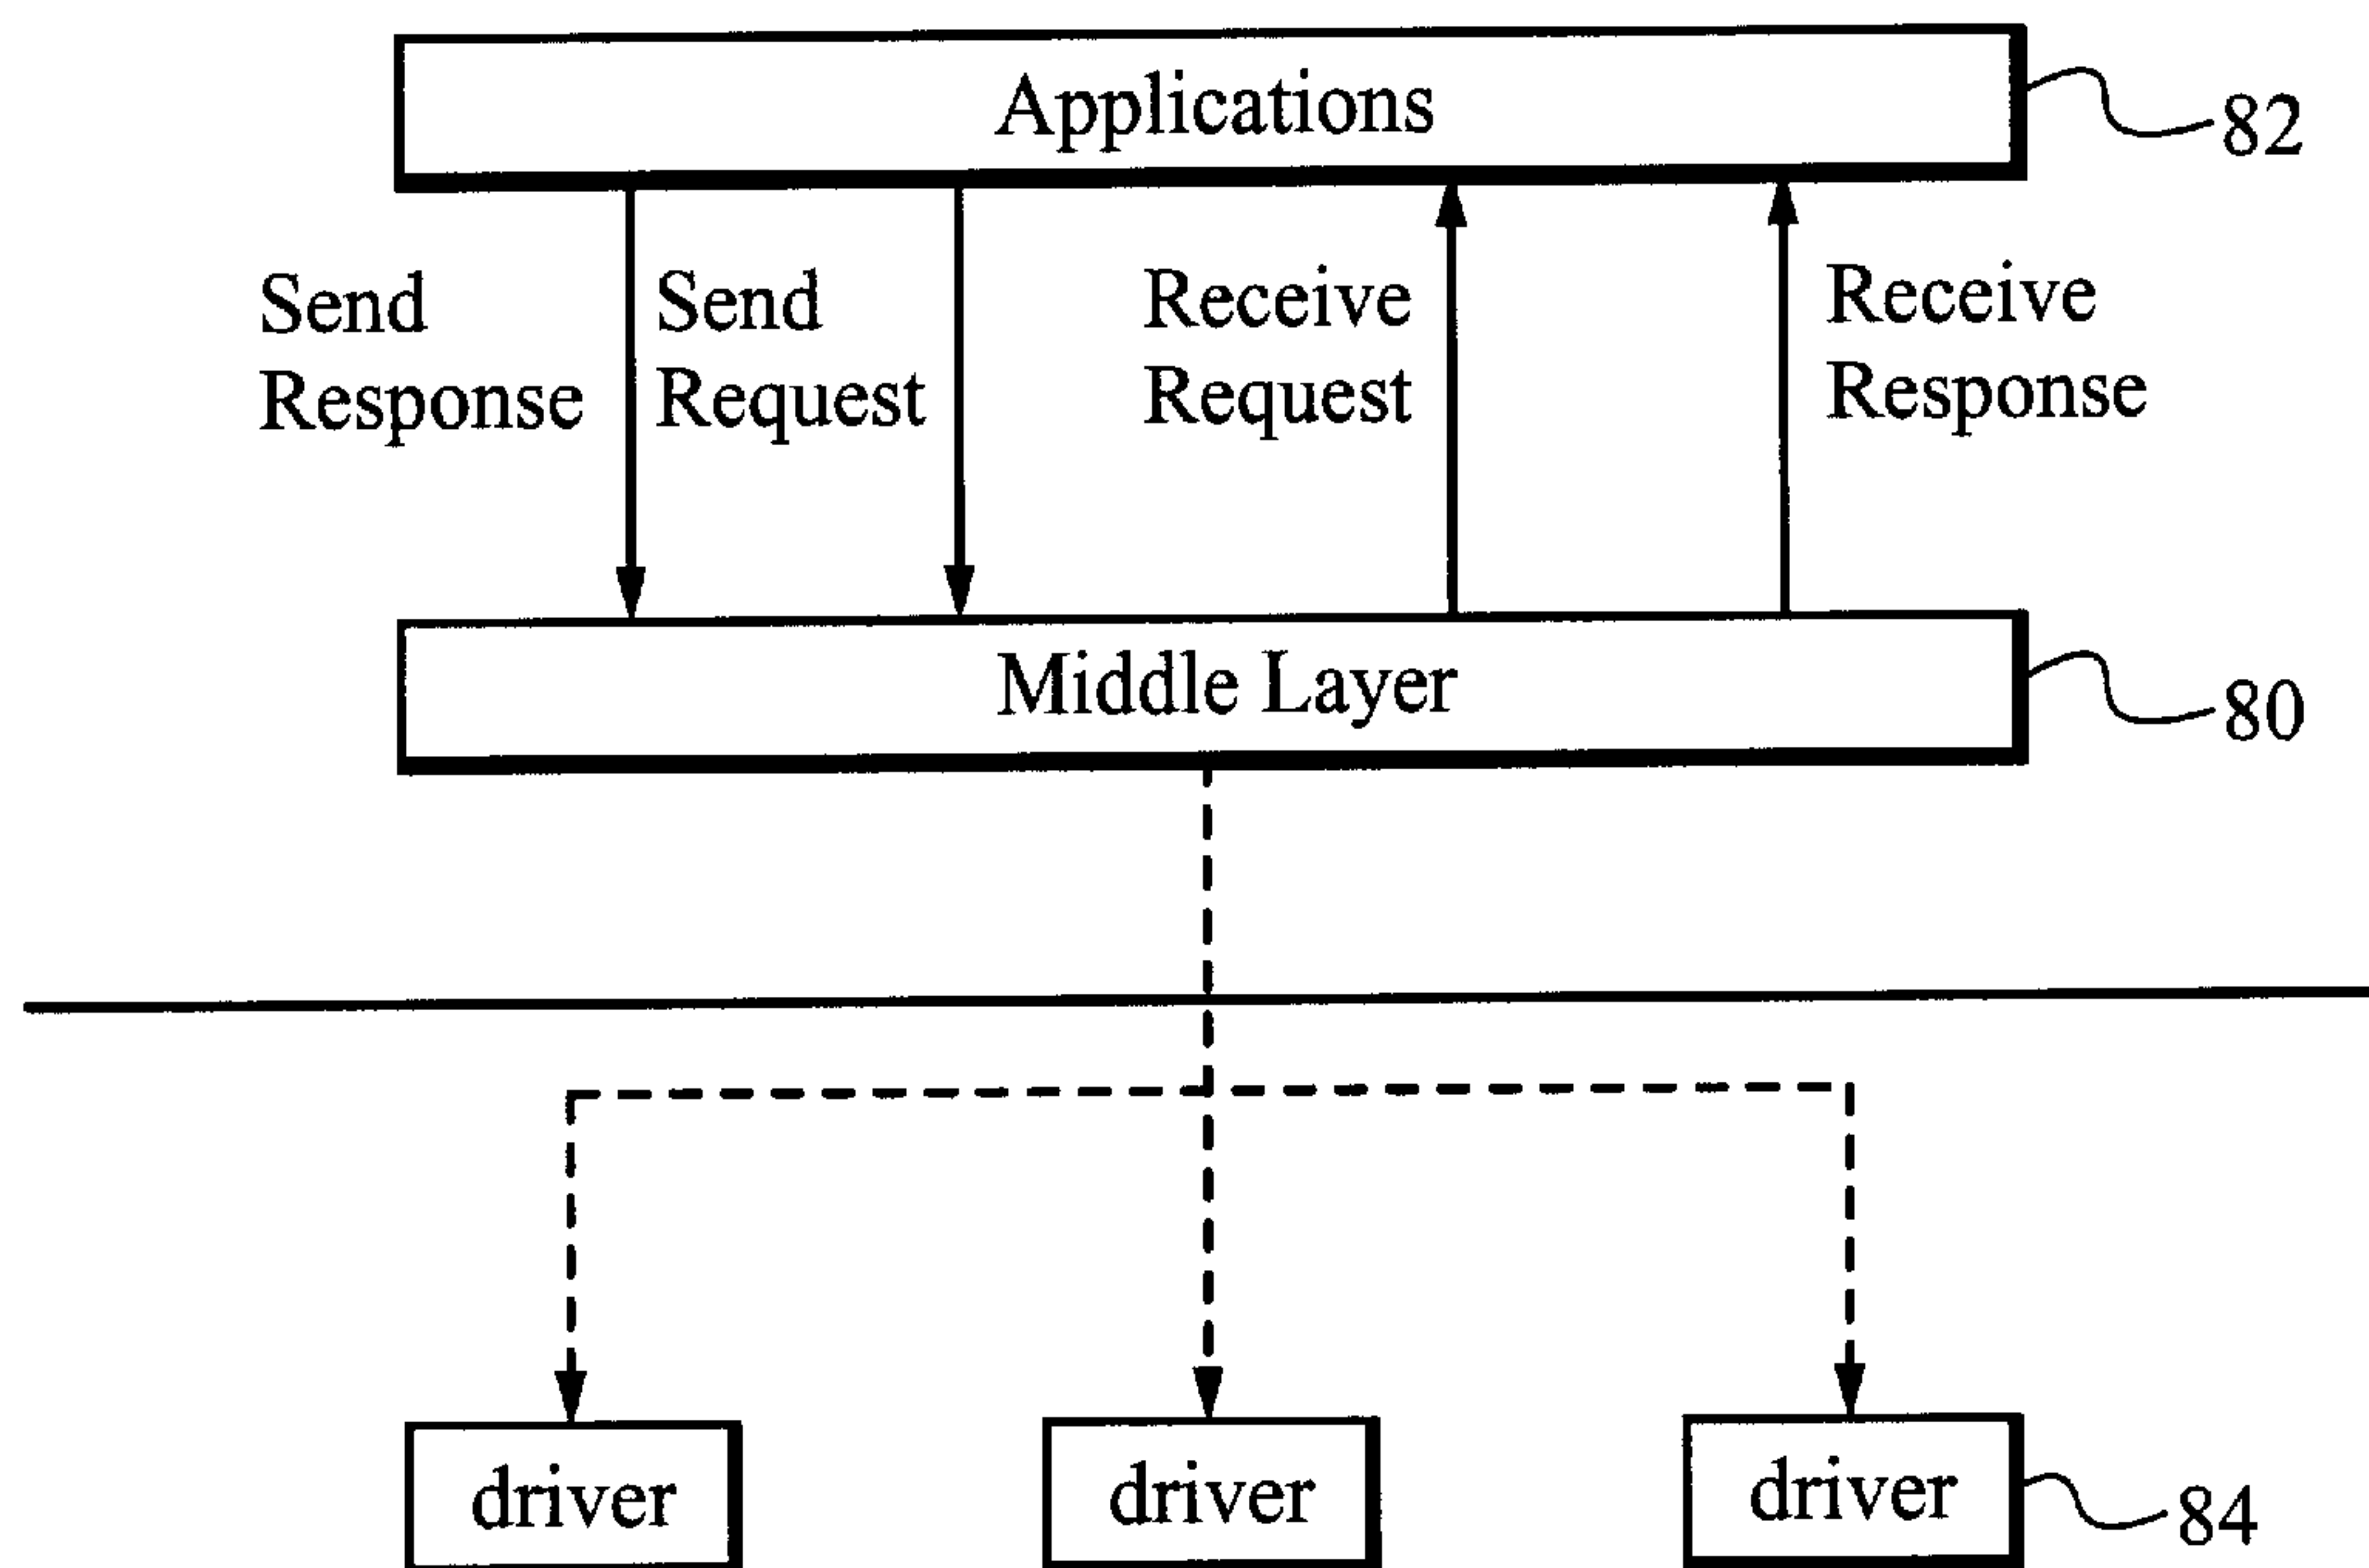 Applications
82
Send
Response
Send
Request
Receive
Request
Receive
Response
Middle Layer
80
driver
driver
driver
84